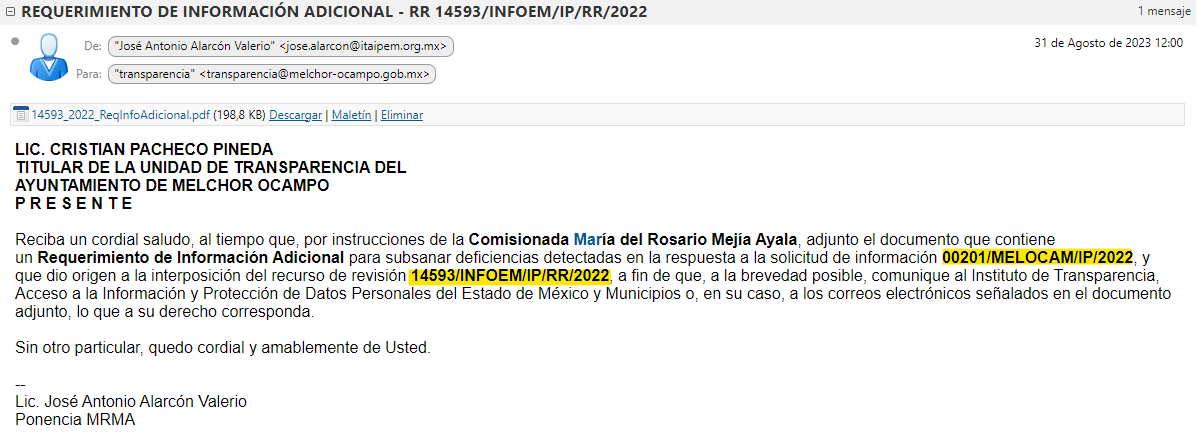 REQUERIMIENTO DE INFORMACIÓN ADICIONAL - RR 14593/INFOEM/IP/RR/2022
1 mensaje
De: "José Antonio Alarcón Valerio" <jose.alarcon@itaipem.org.mx>
31 de Agosto de 2023 12:00
Para: "transparencia" <transparencia@melchor-ocampo.gob.mx>
14593_2022_ReqInfoAdicional.pdf (198,8 KB) Descargar | Maletín | Eliminar
LIC. CRISTIAN PACHECO PINEDA
TITULAR DE LA UNIDAD DE TRANSPARENCIA DEL
AYUNTAMIENTO DE MELCHOR OCAMPO
P R E S E N T E
Reciba un cordial saludo, al tiempo que, por instrucciones de la Comisionada María del Rosario Mejía Ayala, adjunto el documento que contiene
un Requerimiento de Información Adicional para subsanar deficiencias detectadas en la respuesta a la solicitud de información 00201/MELOCAM/IP/2022, y
que dio origen a la interposición del recurso de revisión 14593/INFOEM/IP/RR/2022, a fin de que, a la brevedad posible, comunique al Instituto de Transparencia,
Acceso a la Información y Protección de Datos Personales del Estado de México y Municipios o, en su caso, a los correos electrónicos señalados en el documento
adjunto, lo que a su derecho corresponda.
Sin otro particular, quedo cordial y amablemente de Usted.
--
Lic. José Antonio Alarcón Valerio
Ponencia MRMA